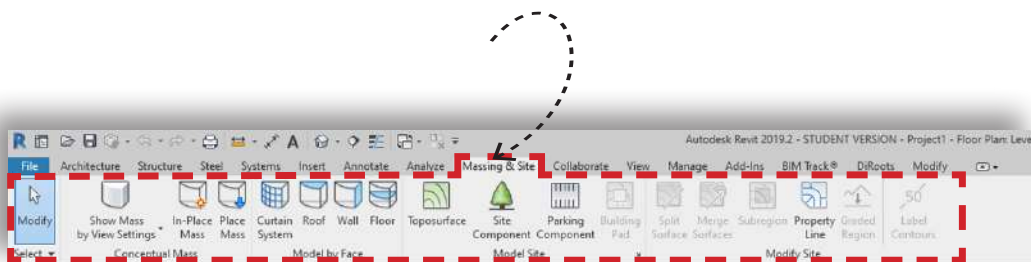 Autodesk Revit 2019.2 - STUDENT VERSION - Project1 - Floor Plan: Leve
File Architecture Structure Steel Systems Insert Annotate Analyze Massing & Site Collaborate View Manage Add-Ins BIM Track® DiRoots Modify
Modify Show Mass In-Place Place Curtain Roof Wall Floor Toposurface Site Parking Building Split Merge Subregion Property Graded Label
by View Settings Mass Mass System Component Component Pad Surface Surfaces Line Region Contours
Select Conceptual Mass Model by Face Model Site Modify Site